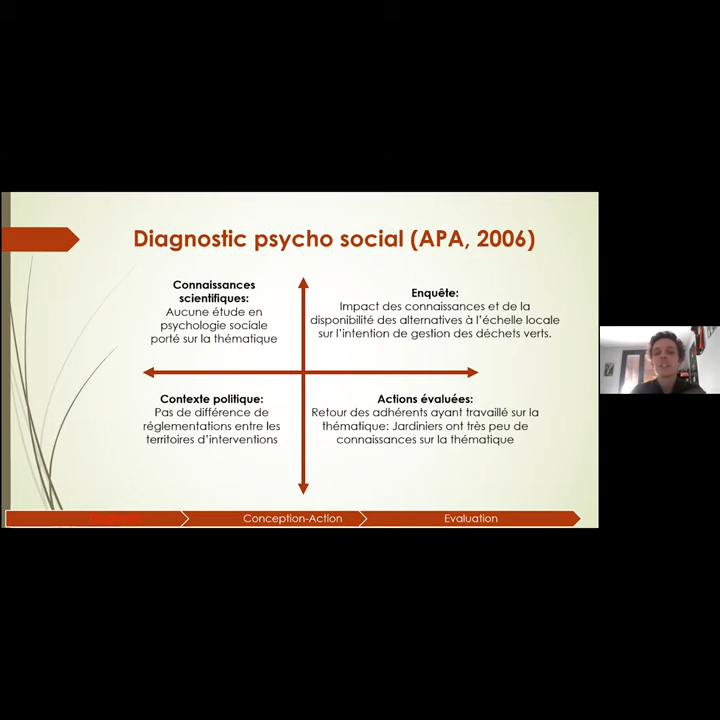 Diagnostic psycho social (APA, 2006)
Connaissances
scientifiques:
Aucune étude en
psychologie sociale
porté sur la thématique
Enquête:
Impact des connaissances et de la
disponibilité des alternatives à l'échelle locale
sur l'intention de gestion des déchets verts.
Contexte politique:
Pas de différence de
réglementations entre les
territoires d'interventions
Actions évaluées:
Retour des adhérents ayant travaillé sur la
thématique: Jardiniers ont très peu de
connaissances sur la thématique
Conception-Action
Evaluation